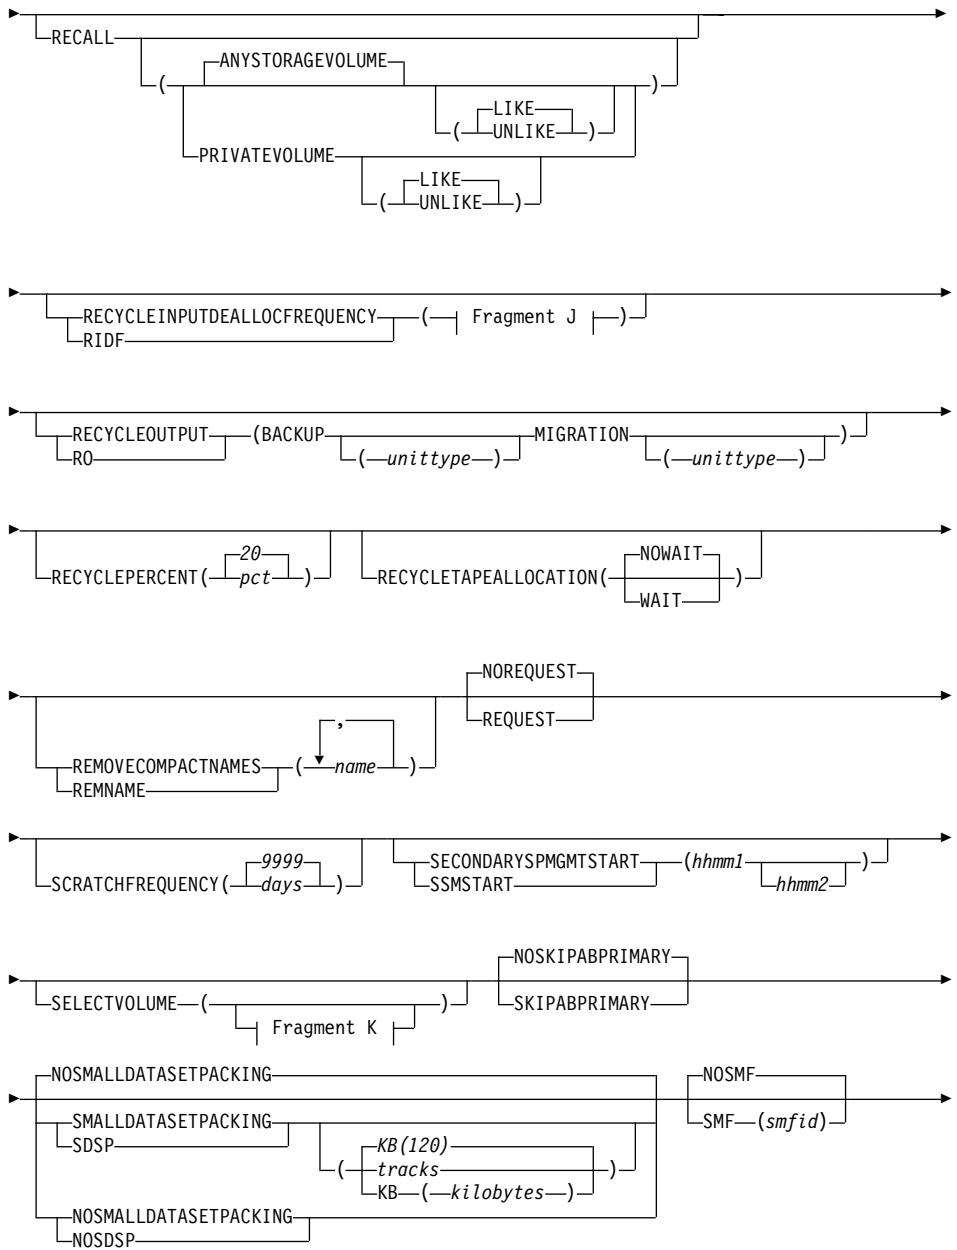 RECALL
ANYSTORAGEVOLUME
( )
LIKE
( UNLIKE )
PRIVATEVOLUME
LIKE
( UNLIKE )
RECYCLEINPUTDEALLOCFREQUENCY ( Fragment J )
RIDF
RECYCLEOUTPUT (BACKUP MIGRATION )
RO ( unittype ) ( unittype )
20 NOWAIT
RECYCLEPERCENT( pct ) RECYCLETAPEALLOCATION( )
WAIT
NOREQUEST
, REQUEST
REMOVECOMPACTNAMES ( name )
REMNAME
9999 SECONDARYSPMGMTSTART (hhmm1 )
SCRATCHFREQUENCY( days ) SSMSTART hhmm2
NOSKIPABPRIMARY
SELECTVOLUME ( ) SKIPABPRIMARY
Fragment K
NOSMALLDATASETPACKING NOSMF
SMALLDATASETPACKING SMF (smfid)
SDSP KB(120)
( tracks )
KB ( kilobytes )
NOSMALLDATASETPACKING
NOSDSP